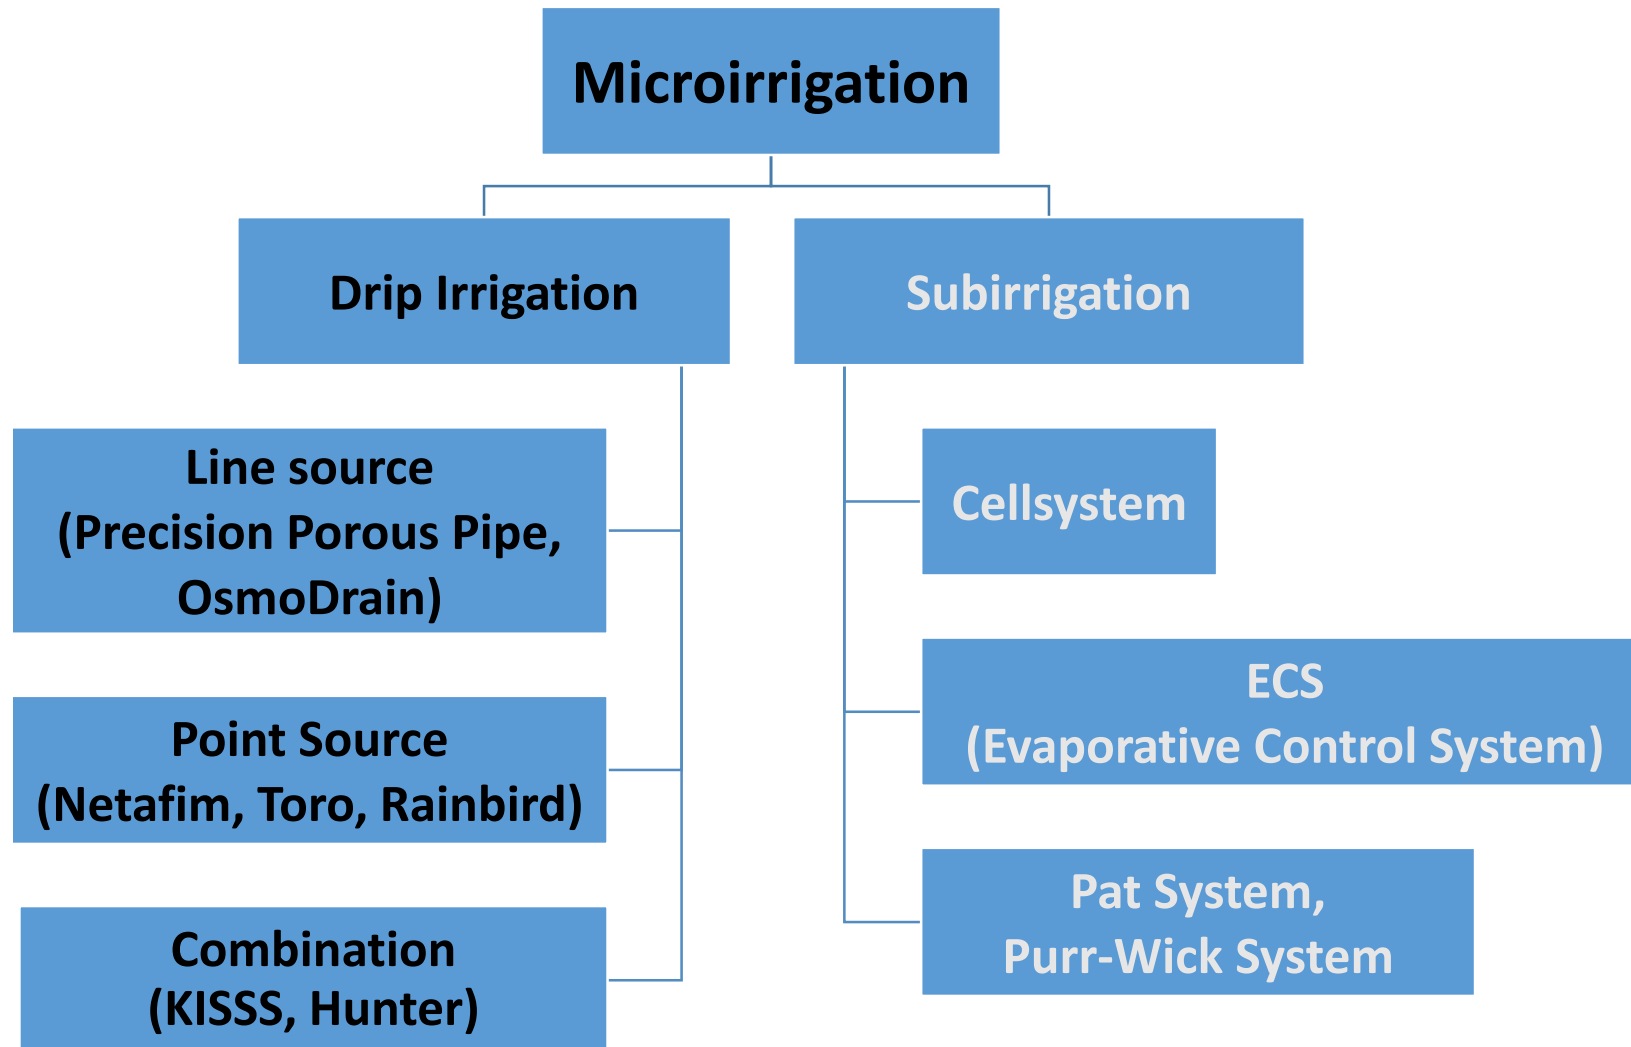 Microirrigation
Drip Irrigation
Subirrigation
Line source
(Precision Porous Pipe,
OsmoDrain)
Point Source
(Netafim, Toro, Rainbird)
Combination
(KISSS, Hunter)
Cellsystem
ECS
(Evaporative Control System)
Pat System,
Purr-Wick System